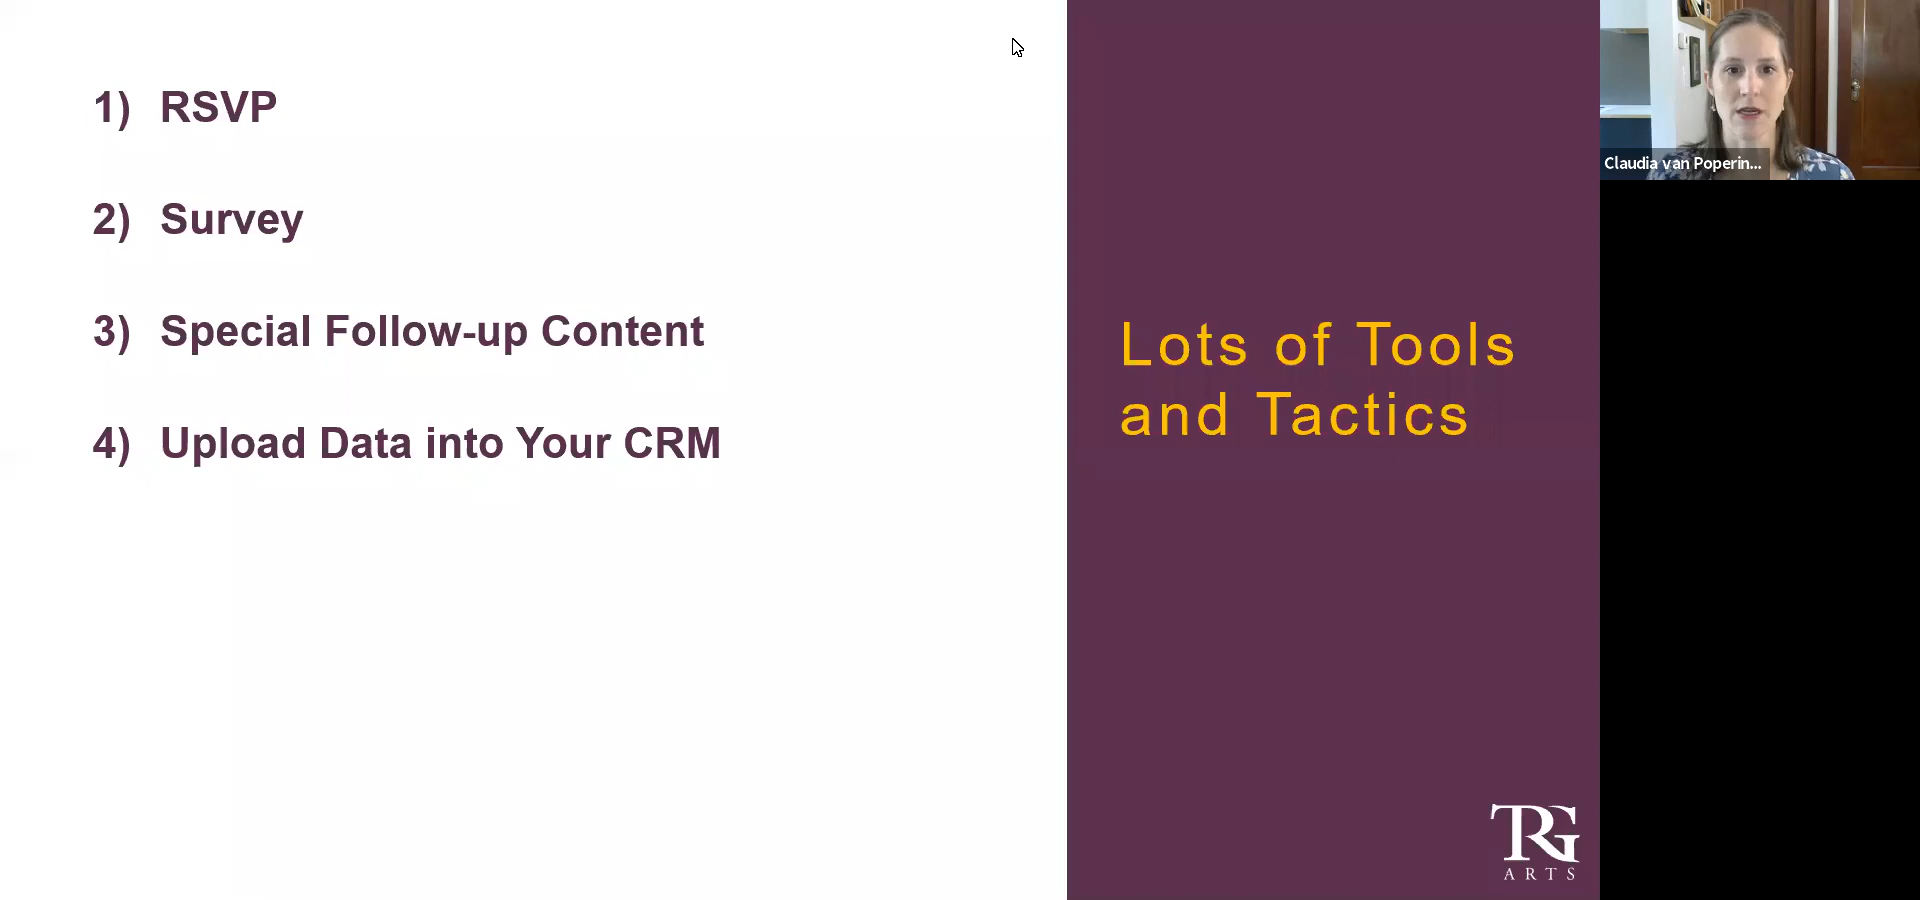 1) RSVP
2) Survey
3) Special Follow-up Content
4) Upload Data into Your CRM
Lots of Tools
and Tactics
TRG
ARTS
Claudia van Poperin...